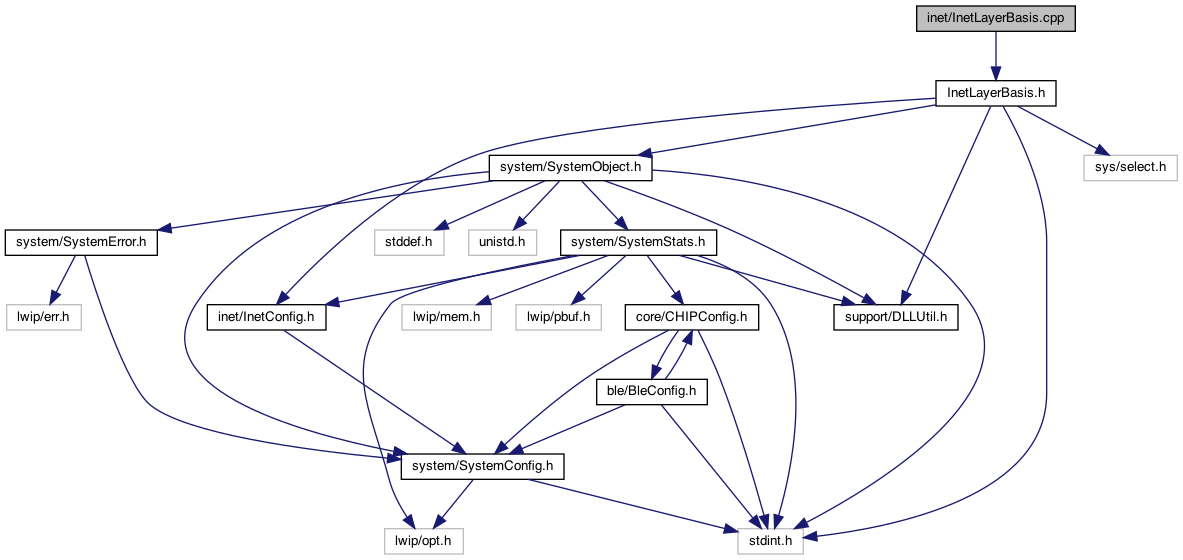 inet/InetLayerBasis.cpp
InetLayerBasis.h
system/SystemObject.h
sys/select.h
system/SystemError.h
stddef.h
unistd.h
system/SystemStats.h
lwip/err.h
inet/InetConfig.h
lwip/mem.h
lwip/pbuf.h
core/CHIPConfig.h
support/DLLUtil.h
ble/BleConfig.h
system/SystemConfig.h
lwip/opt.h
stdint.h